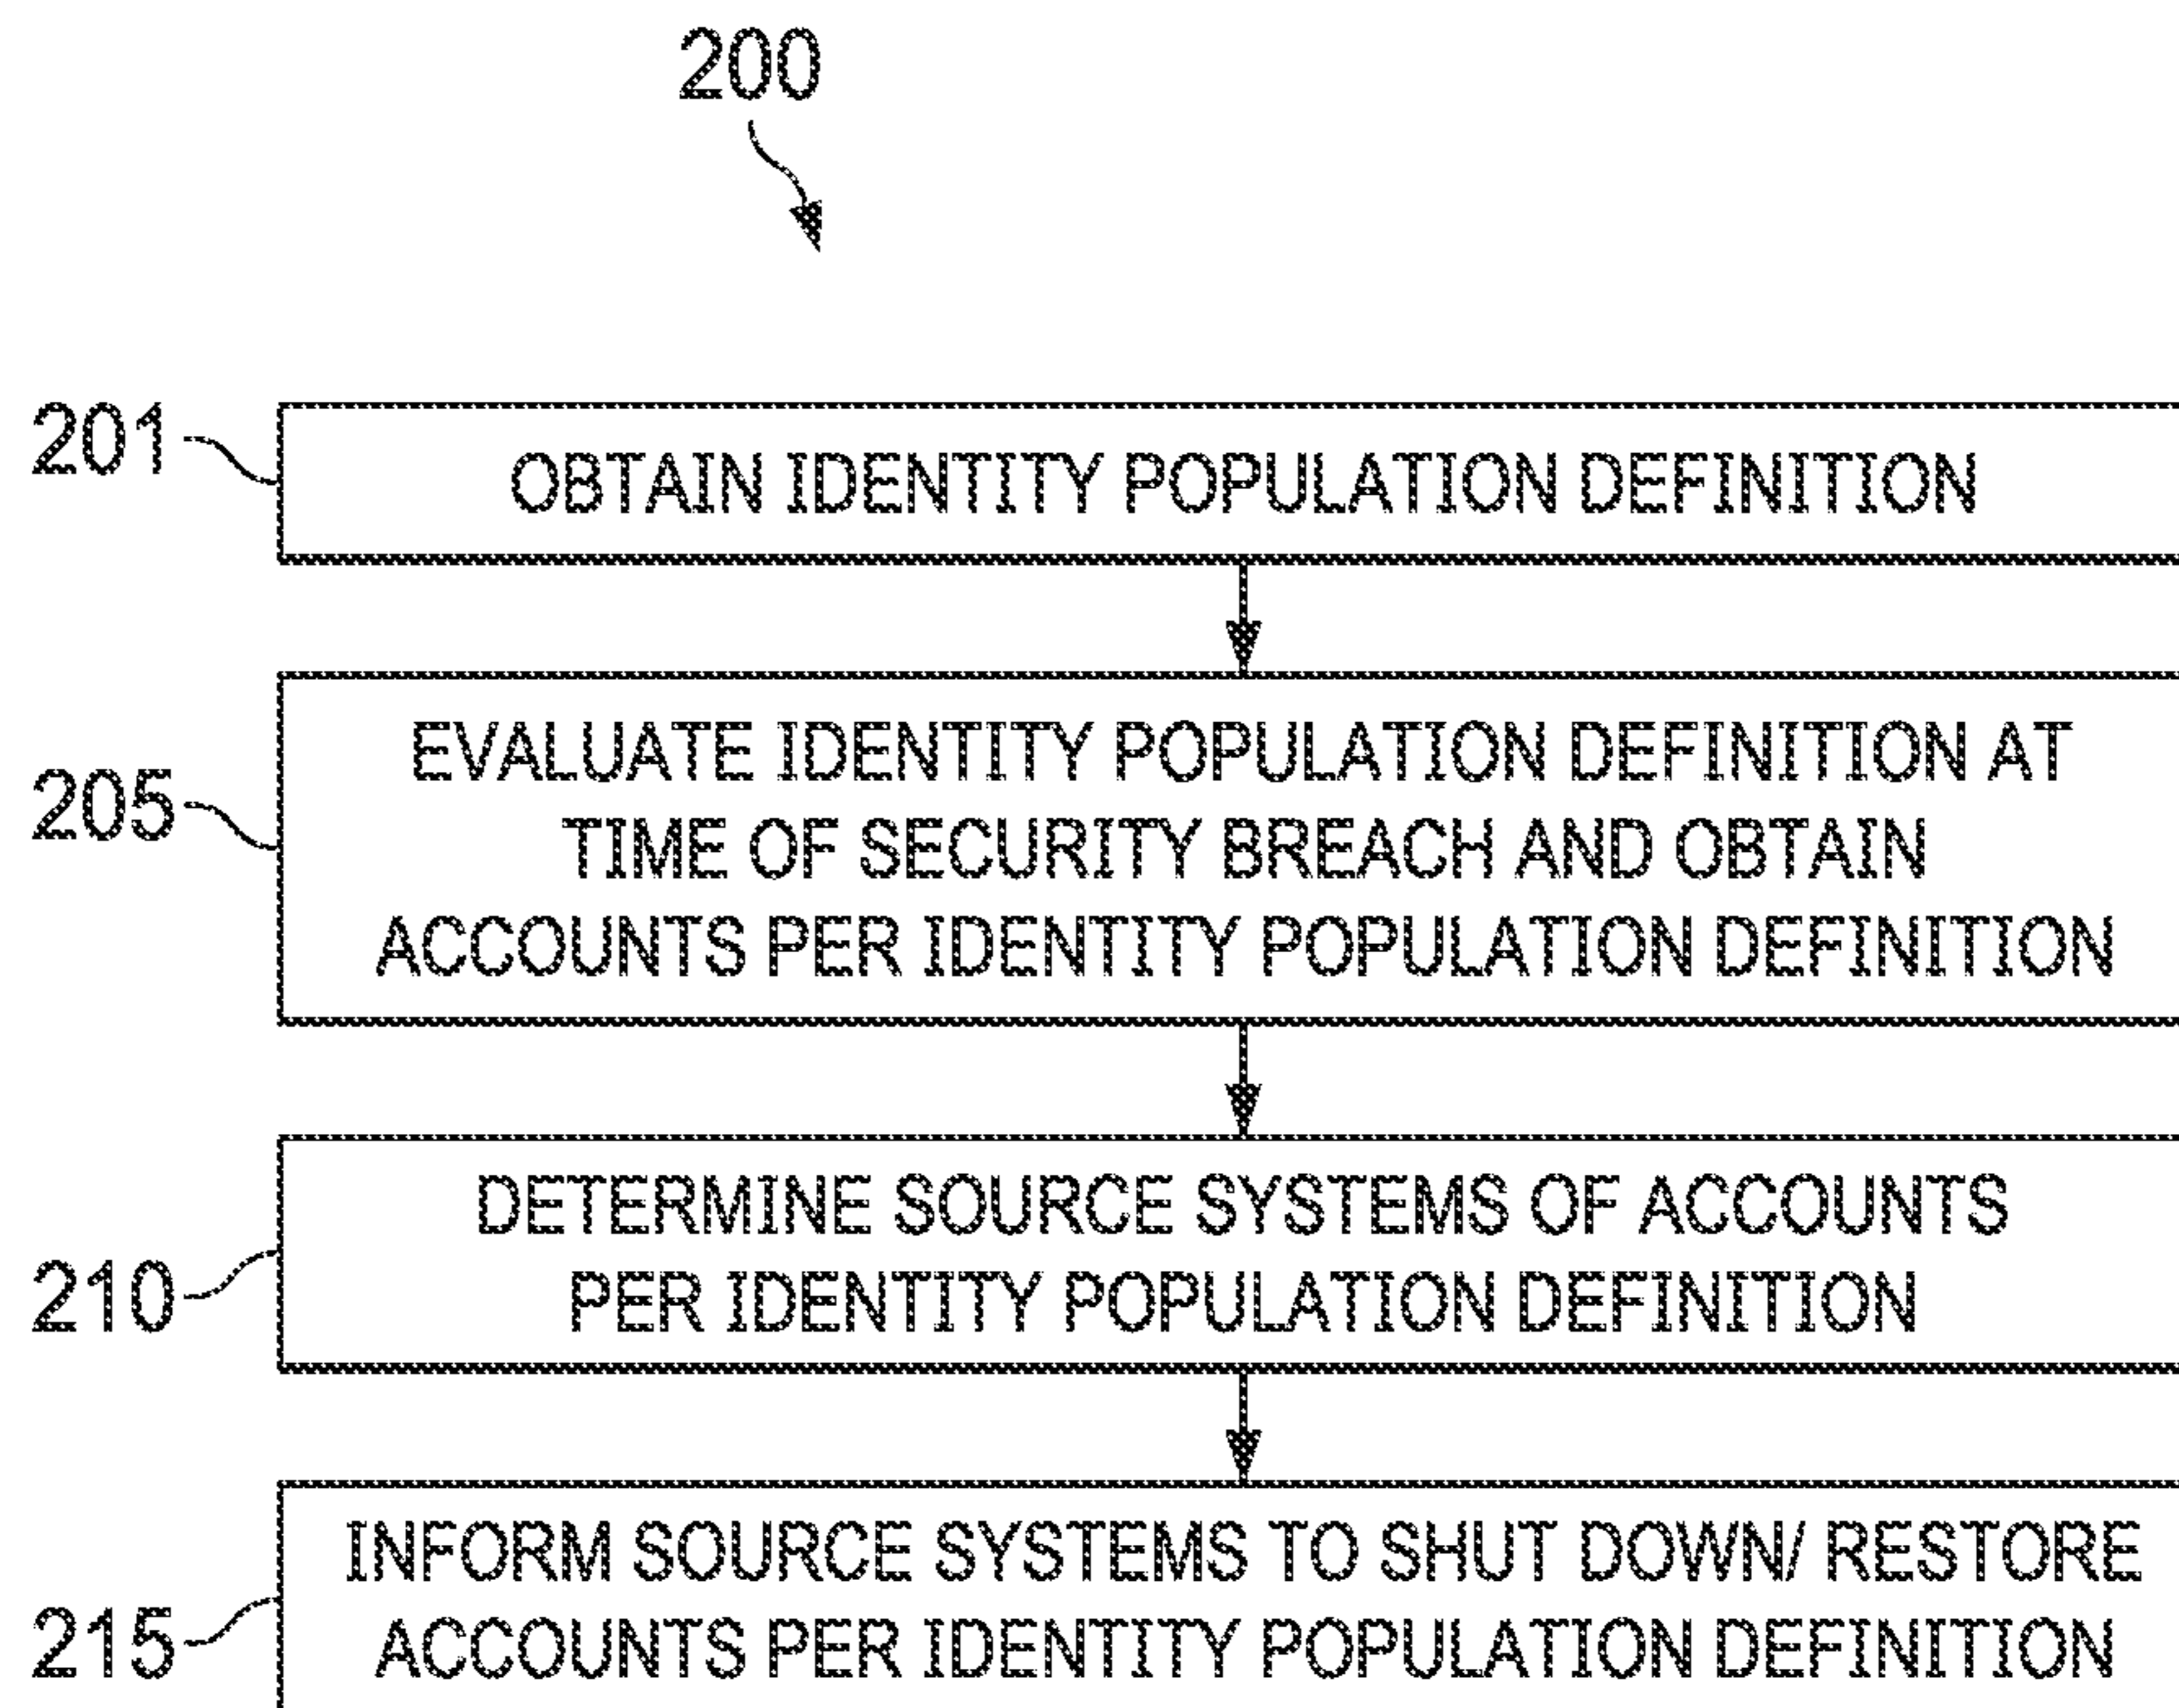 200
201
OBTAIN IDENTITY POPULATION DEFINITION
205
EVALUATE IDENTITY POPULATION DEFINITION AT
TIME OF SECURITY BREACH AND OBTAIN
ACCOUNTS PER IDENTITY POPULATION DEFINITION
210
DETERMINE SOURCE SYSTEMS OF ACCOUNTS
PER IDENTITY POPULATION DEFINITION
215
INFORM SOURCE SYSTEMS TO SHUT DOWN/ RESTORE
ACCOUNTS PER IDENTITY POPULATION DEFINITION